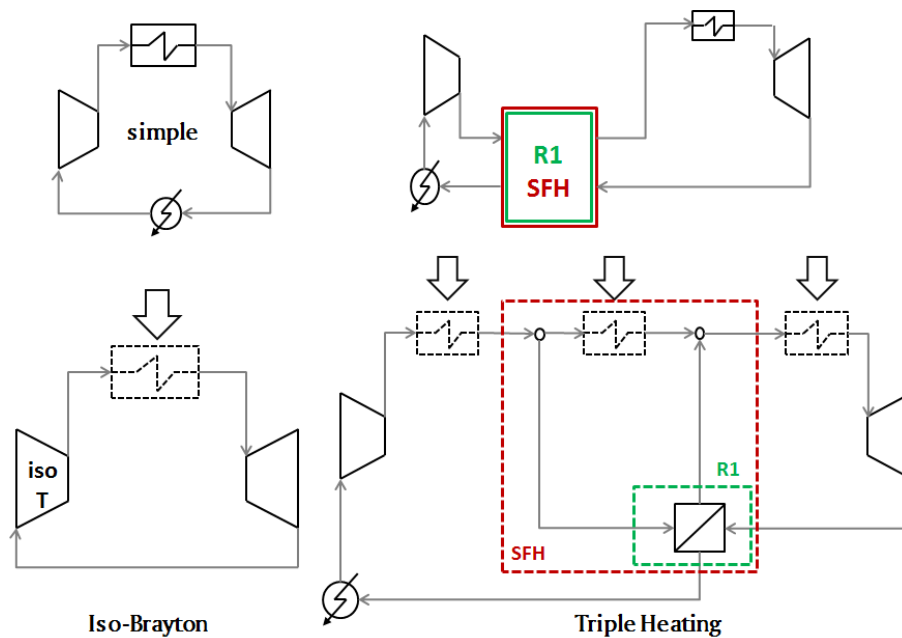 simple
R1
SFH
iso
T
R1
SFH
Iso-Brayton
Triple Heating